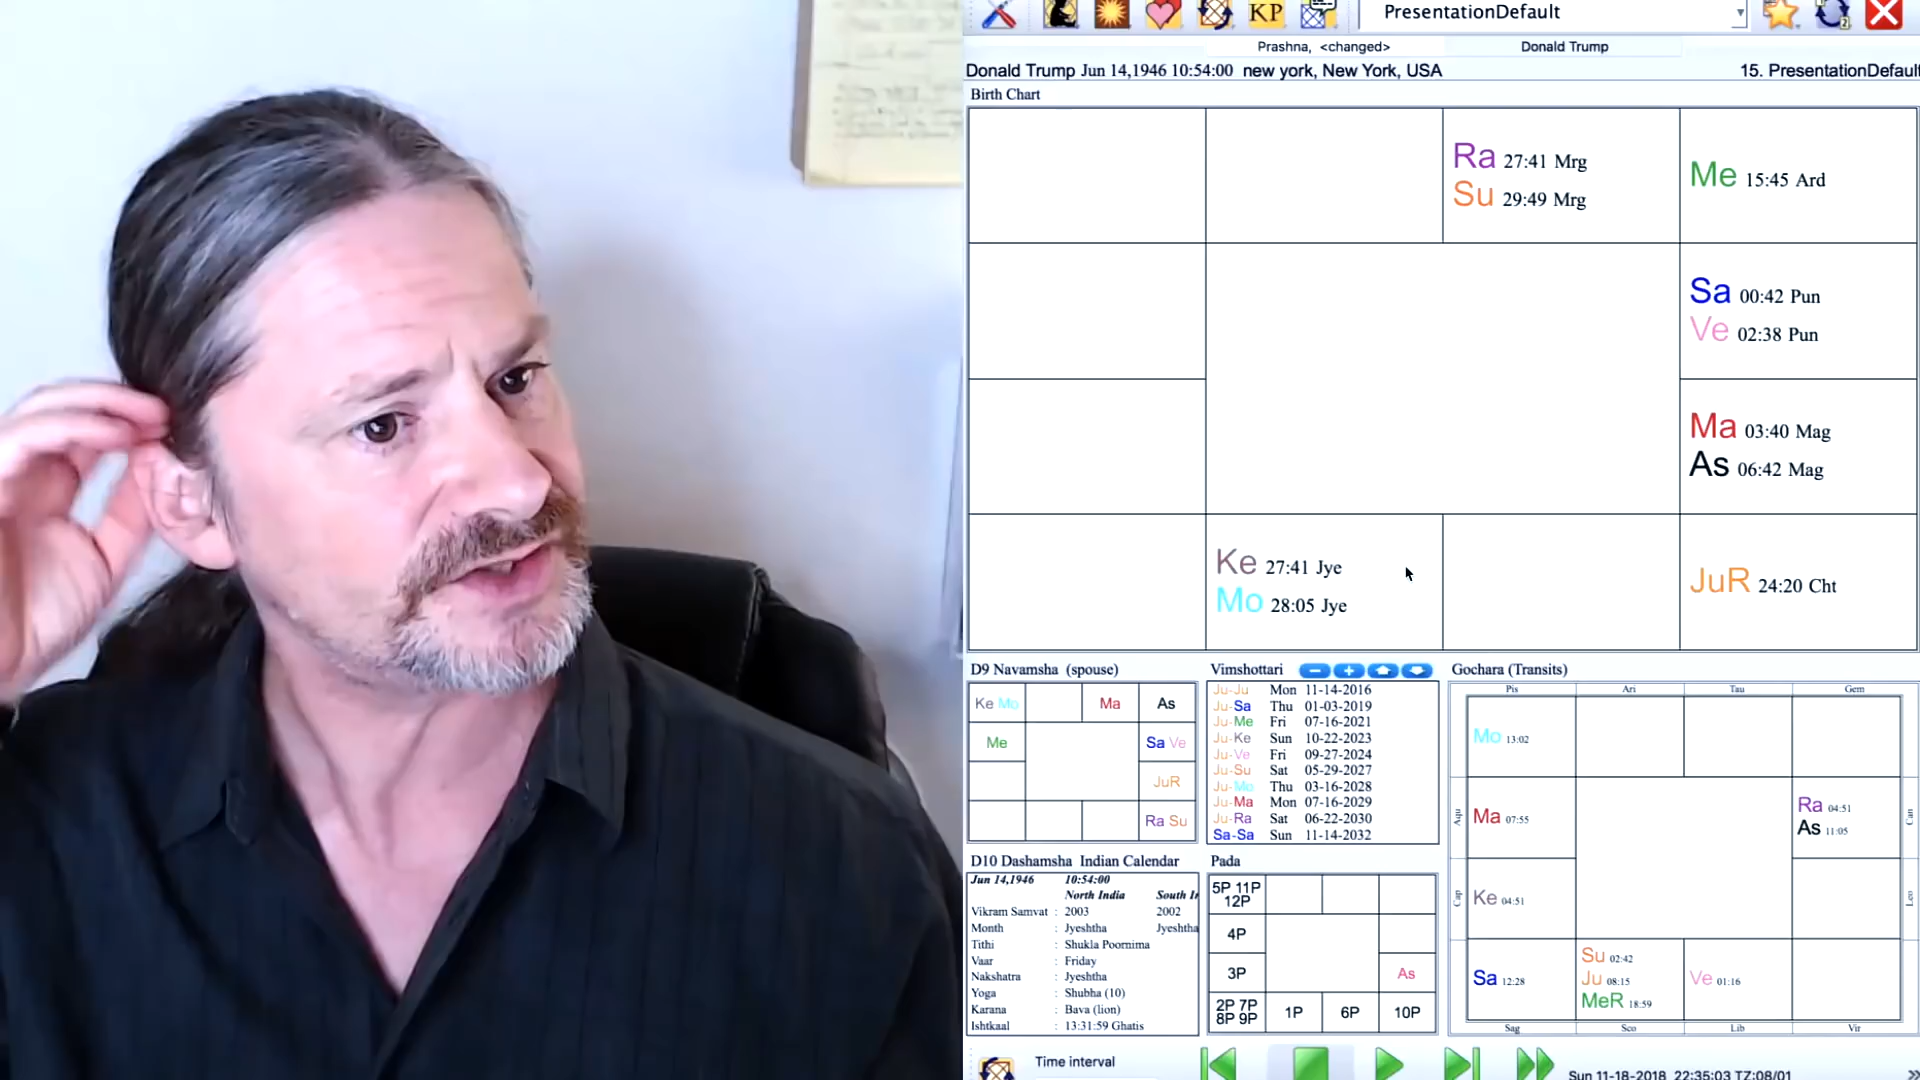 KP
PresentationDefault
Prashna, <changed>
Donald Trump
Donald Trump Jun 14,1946 10:54:00 new york, New York, USA
15. PresentationDefault
Birth Chart
Ra 27:41 Mrg
Su 29:49 Mrg
Me 15:45 Ard
Sa 00:42 Pun
Ve 02:38 Pun
Ma 03:40 Mag
As 06:42 Mag
Ke 27:41 Jye
Mo 28:05 Jye
JuR 24:20 Cht
D9 Navamsha (spouse)
Ke Mo
Ma
As
Me
Sa Ve
JuR
Ra Su
Vimshottari
Ju-Ju Mon 11-14-2016
Ju-Sa Thu 01-03-2019
Ju-Me Fri 07-16-2021
Ju-Ke Sun 10-22-2023
Ju-Ve Fri 09-27-2024
Ju-Su Sat 05-29-2027
Ju-Mo Thu 03-16-2028
Ju-Ma Mon 07-16-2029
Ju-Ra Sat 06-22-2030
Sa-Sa Sun 11-14-2032
Gochara (Transits)
Pis Ari Tau Gem
Mo 13:02
Aqu
Ma 07:55
Ra 04:51
As 11:05
Can
Cap
Ke 04:51
Leo
Sa 12:28
Su 02:42
Ju 08:15
MeR 18:59
Ve 01:16
Sag Sco Lib Vir
D10 Dashamsha Indian Calendar
Jun 14,1946 10:54:00
North India South In
Vikram Samvat : 2003 2002
Month : Jyeshtha Jyeshtha
Tithi : Shukla Poornima
Vaar : Friday
Nakshatra : Jyeshtha
Yoga : Shubha (10)
Karana : Bava (lion)
Ishtkaal : 13:31:59 Ghatis
Pada
5P 11P
12P
4P
3P
As
2P 7P
8P 9P
1P
6P
10P
Time interval
Sun 11-18-2018 22:35:03 TZ:08/01